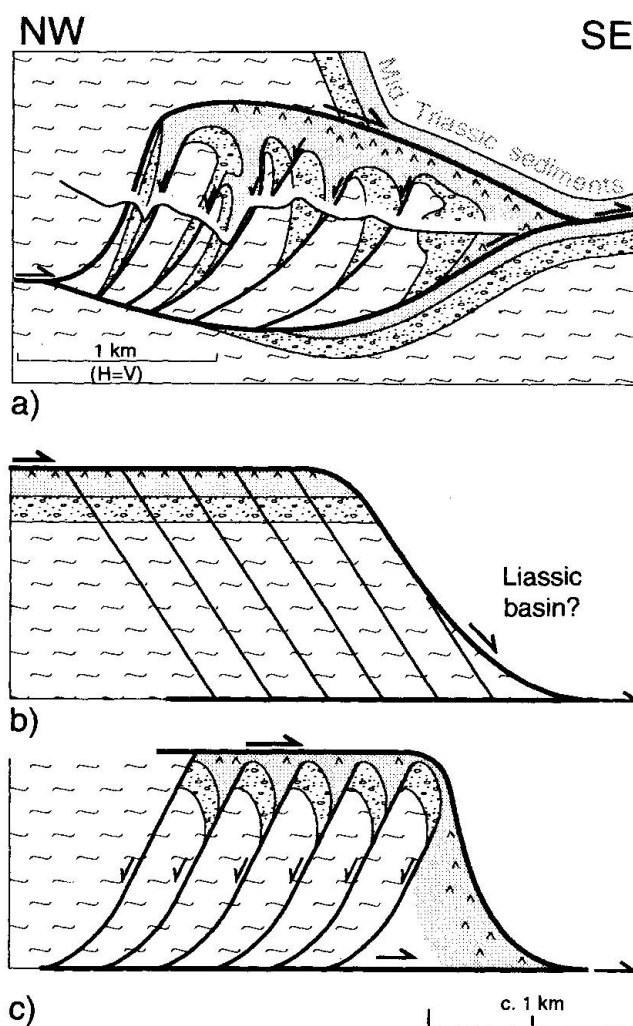 NW
SE
Mid Triassic sediments
1 km
(H=V)
a)
Liassic
basin?
b)
c)
c. 1 km